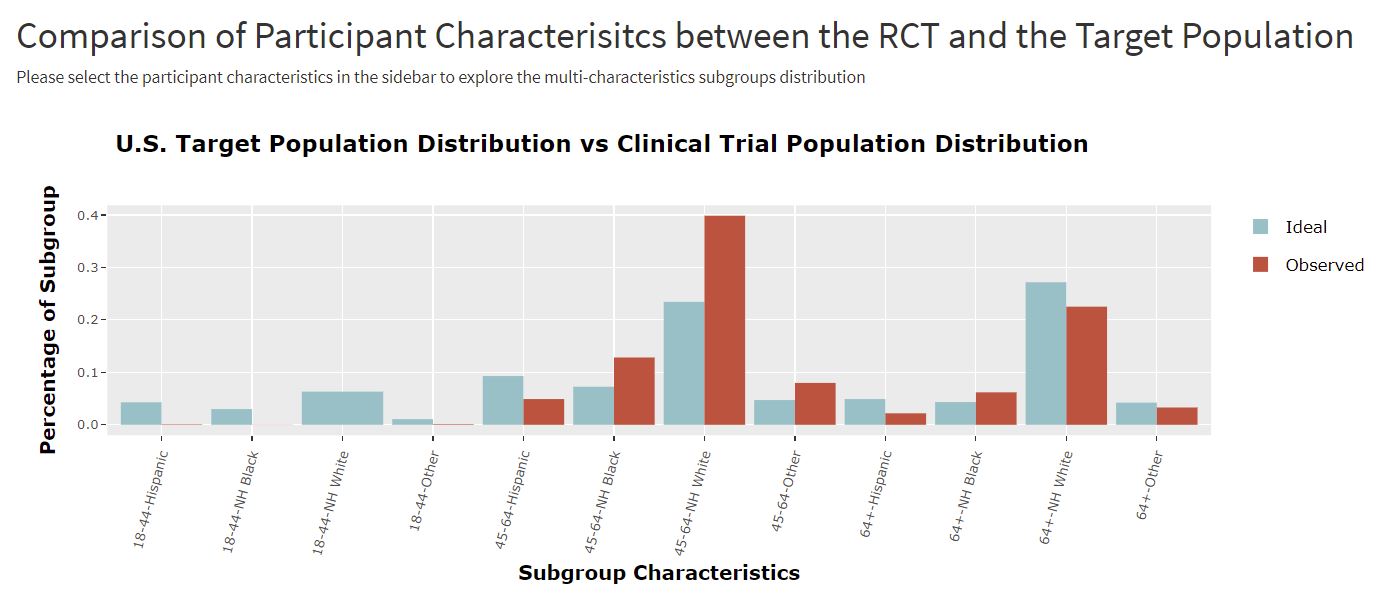 Comparison of Participant Characterisitcs between the RCT and the Target Population
Please select the participant characteristics in the sidebar to explore the multi-characteristics subgroups distribution
U.S. Target Population Distribution vs Clinical Trial Population Distribution
Percentage of Subgroup
0.4
0.3
0.2
0.1
0.0
Ideal
Observed
18-44-Hispanic
18-44-NH Black
18-44-NH White
18-44-Other
45-64-Hispanic
45-64-NH Black
45-64-NH White
45-64-Other
64+-Hispanic
64+-NH Black
64+-NH White
64+-Other
Subgroup Characteristics